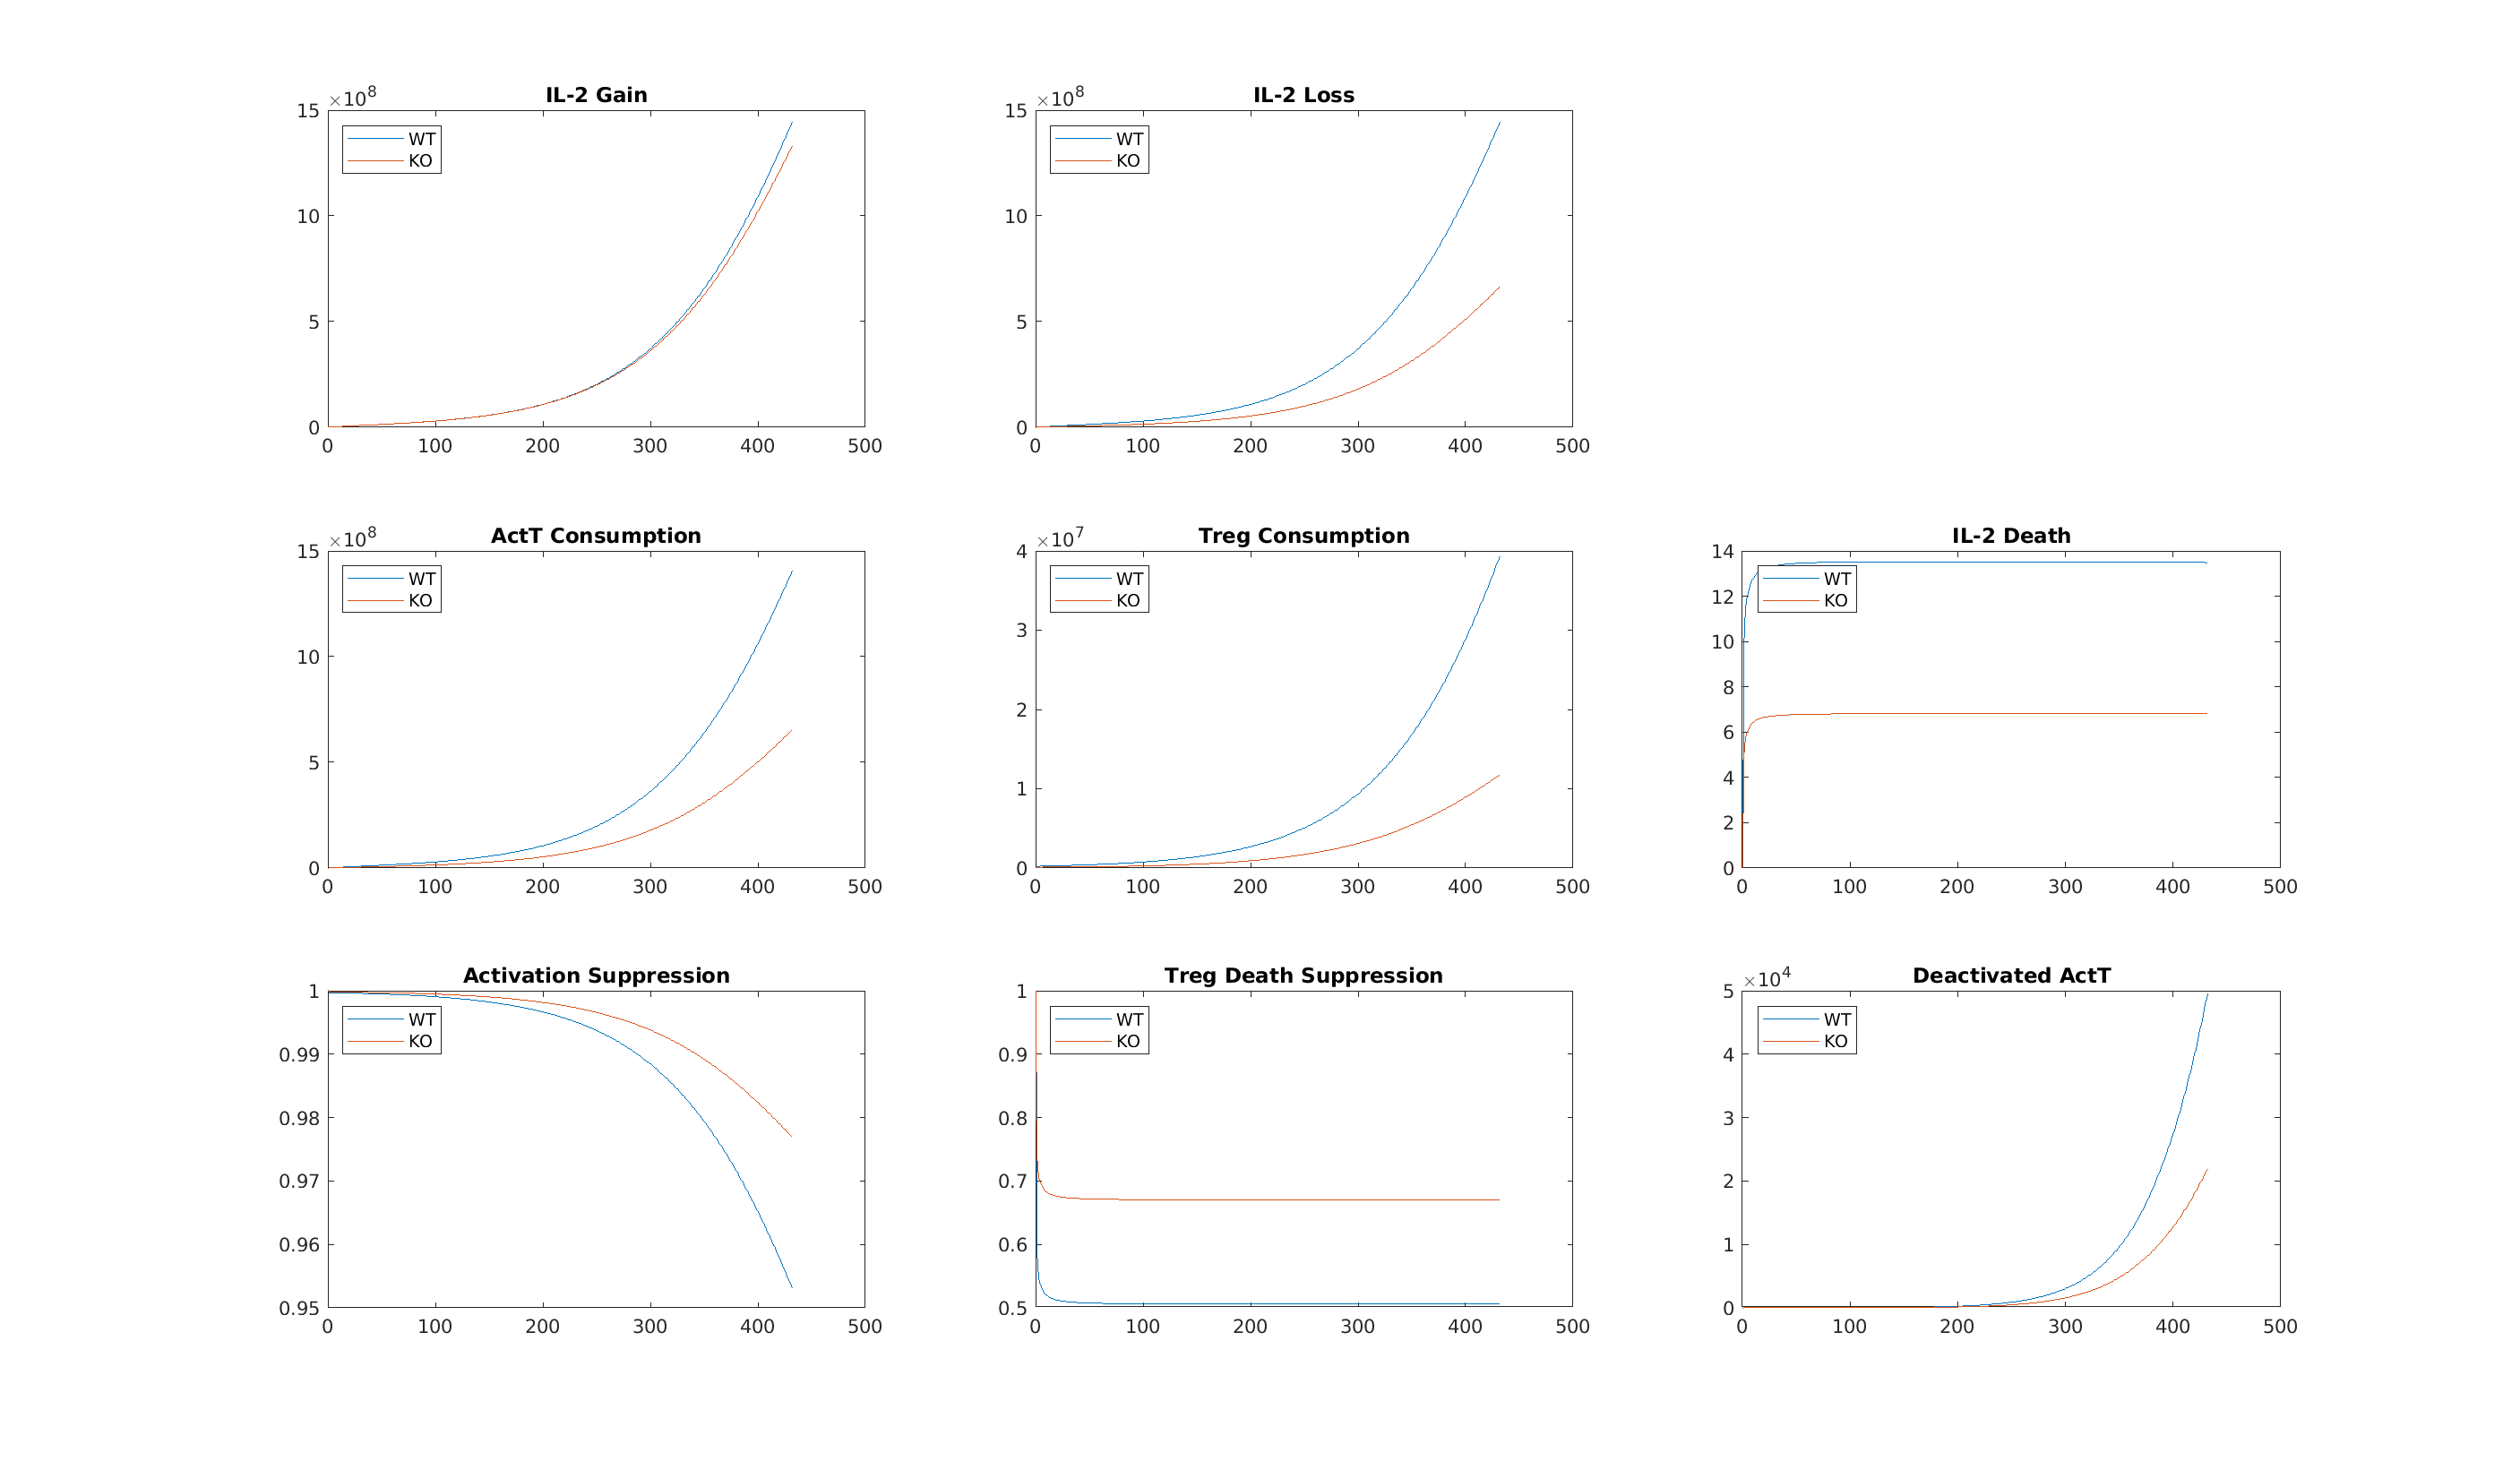 IL-2 Gain
×10^8
15
10
5
0
0 100 200 300 400 500
WT
KO
IL-2 Loss
×10^8
15
10
5
0
0 100 200 300 400 500
WT
KO
ActT Consumption
×10^8
15
10
5
0
0 100 200 300 400 500
WT
KO
Treg Consumption
×10^7
4
3
2
1
0
0 100 200 300 400 500
WT
KO
IL-2 Death
14
12
10
8
6
4
2
0
0 100 200 300 400 500
WT
KO
Activation Suppression
1
0.99
0.98
0.97
0.96
0.95
0 100 200 300 400 500
WT
KO
Treg Death Suppression
1
0.9
0.8
0.7
0.6
0.5
0 100 200 300 400 500
WT
KO
Deactivated ActT
×10^4
5
4
3
2
1
0
0 100 200 300 400 500
WT
KO